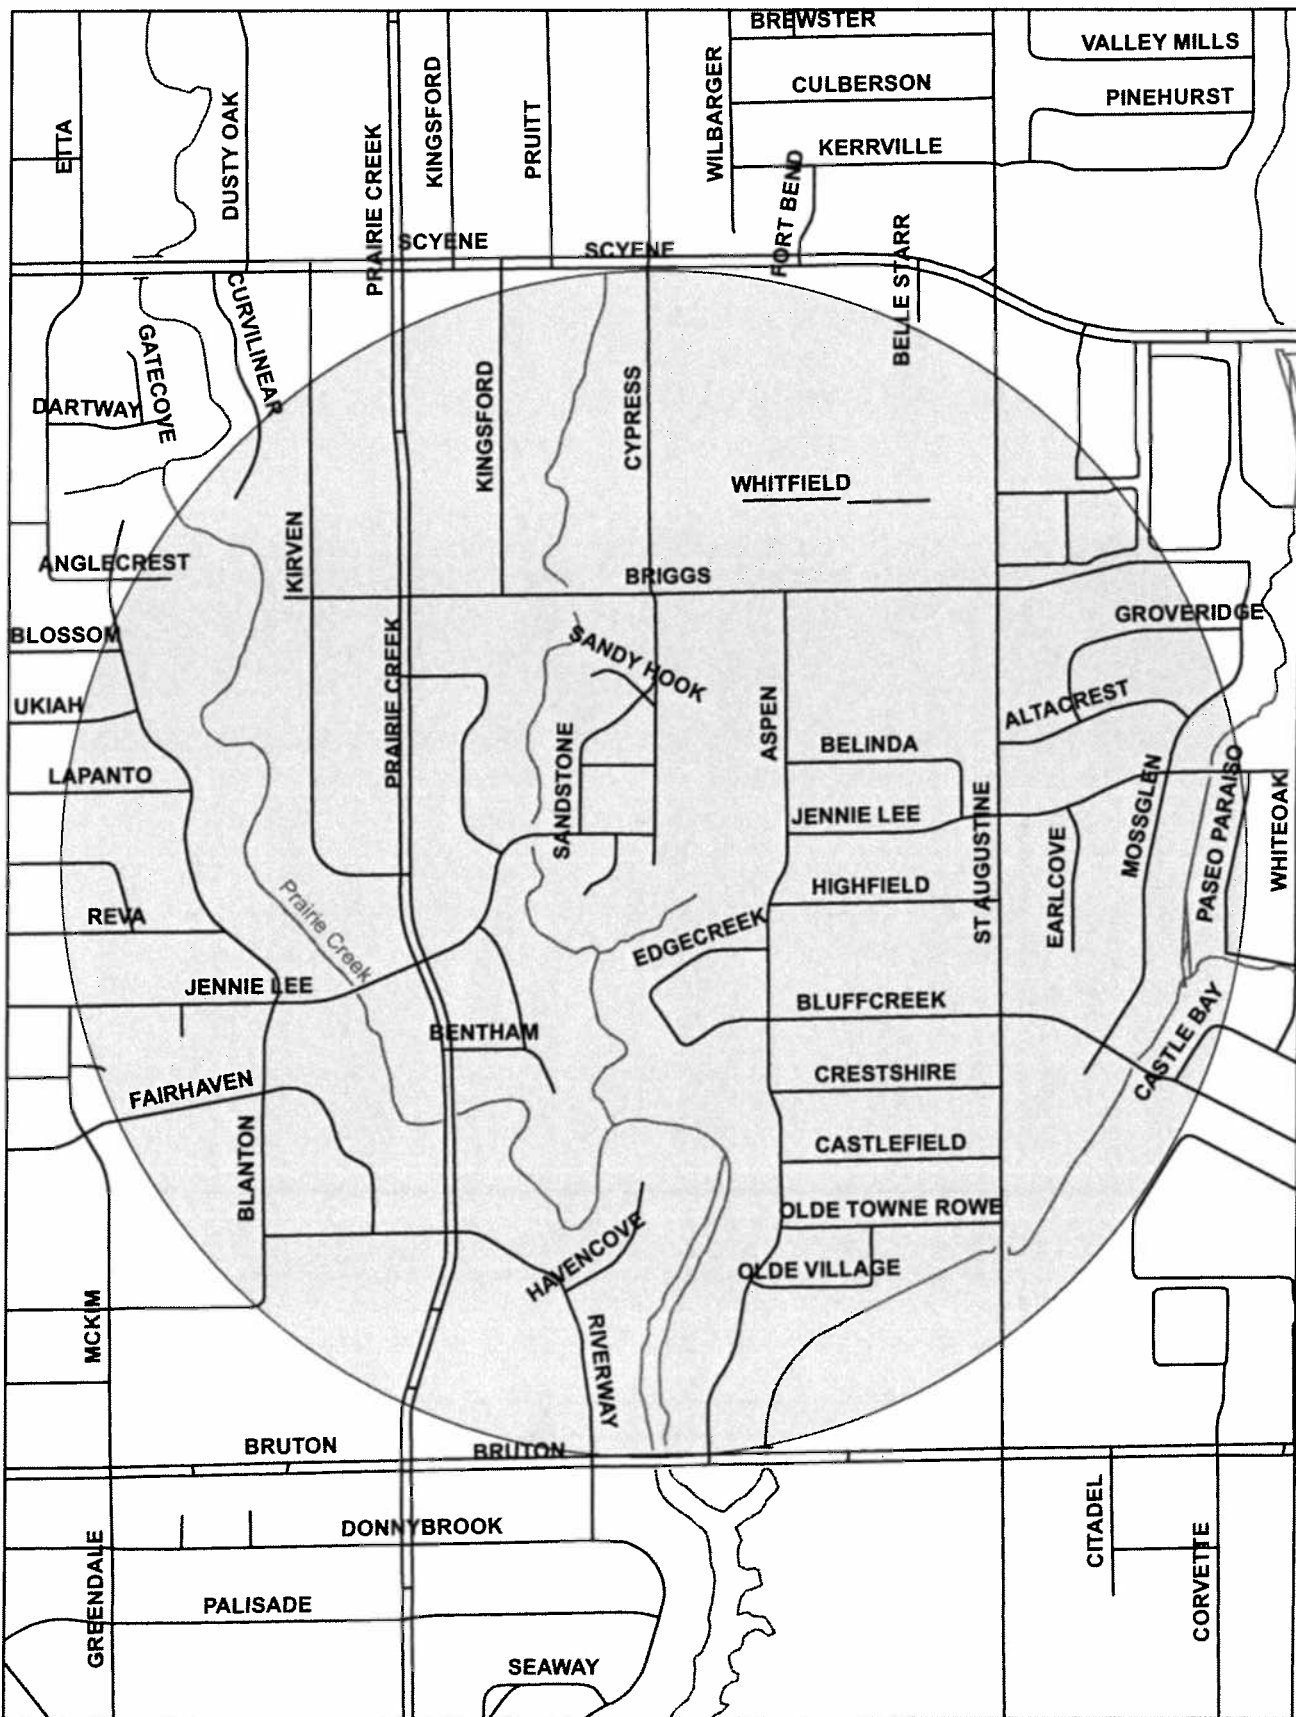 BREWSTER
VALLEY MILLS
CULBERSON
PINEHURST
KERRVILLE
ETTA
DUSTY OAK
PRAIRIE CREEK
KINGSFORD
PRUITT
WILBARGER
FORT BEND
SCYENE
SCYENE
BELLE STARR
CURVILINEAR
GATECOVE
DARTWAY
KINGSFORD
CYPRESS
WHITFIELD
KIRVEN
ANGLECREST
BRIGGS
GROVERIDGE
BLOSSOM
SANDY HOOK
PRAIRIE CREEK
UKIAH
ALTACREST
ASPEN
BELINDA
SANDSTONE
LAPANTO
MOSSGLEN
PASEO PARAISO
WHITEOAK
JENNIE LEE
ST AUGUSTINE
EARLCOVE
HIGHFIELD
REVA
Prairie Creek
EDGECREEK
JENNIE LEE
BLUFFCREEK
BENTHAM
CASTLE BAY
CRESTSHIRE
FAIRHAVEN
CASTLEFIELD
BLANTON
OLDE TOWNE ROWE
HAVENCOVE
OLDE VILLAGE
MCKIM
RIVERWAY
BRUTON
BRUTON
DONNYBROOK
CITADEL
GREENDALE
CORVETTE
PALISADE
SEAWAY